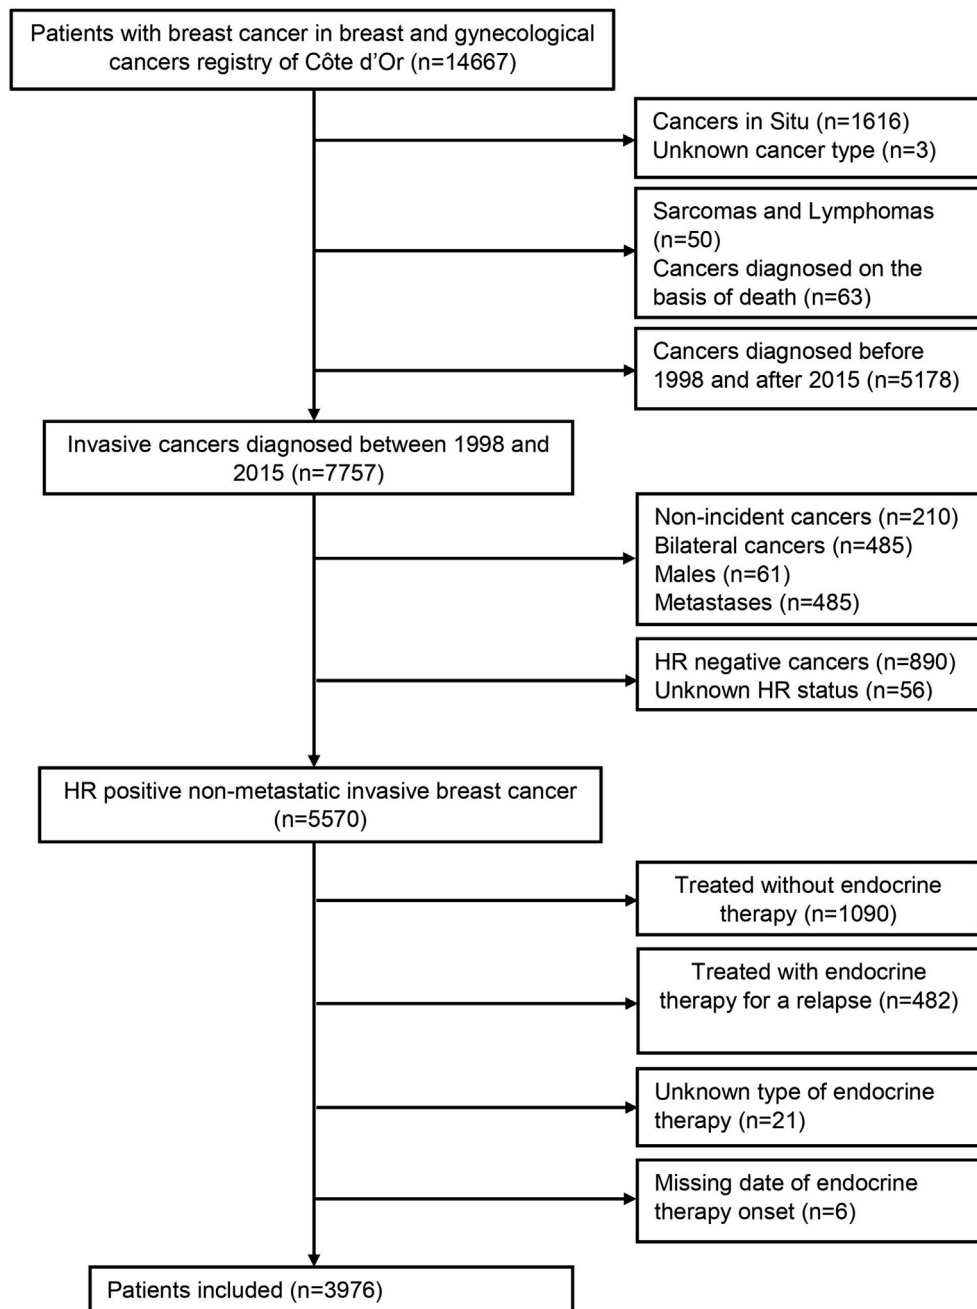 Patients with breast cancer in breast and gynecological
cancers registry of Côte d'Or (n=14667)
Cancers in Situ (n=1616)
Unknown cancer type (n=3)
Sarcomas and Lymphomas
(n=50)
Cancers diagnosed on the
basis of death (n=63)
Cancers diagnosed before
1998 and after 2015 (n=5178)
Invasive cancers diagnosed between 1998 and
2015 (n=7757)
Non-incident cancers (n=210)
Bilateral cancers (n=485)
Males (n=61)
Metastases (n=485)
HR negative cancers (n=890)
Unknown HR status (n=56)
HR positive non-metastatic invasive breast cancer
(n=5570)
Treated without endocrine
therapy (n=1090)
Treated with endocrine
therapy for a relapse (n=482)
Unknown type of endocrine
therapy (n=21)
Missing date of endocrine
therapy onset (n=6)
Patients included (n=3976)